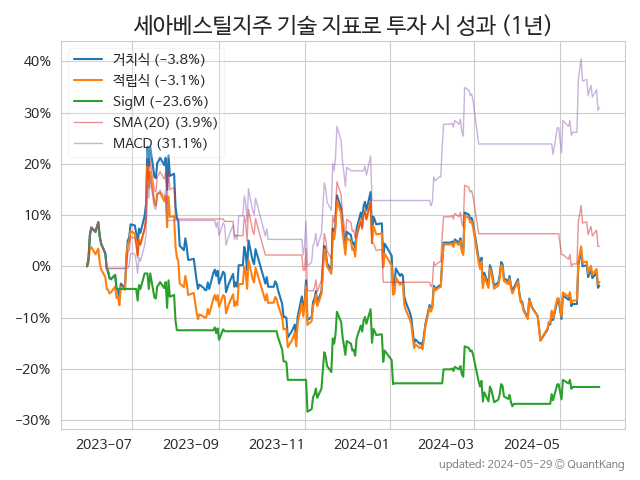 세아베스틸지주 기술 지표로 투자 시 성과 (1년)
거치식 (−3.8%)
적립식 (−3.1%)
SigM (−23.6%)
SMA(20) (3.9%)
MACD (31.1%)
40%
30%
20%
10%
0%
−10%
−20%
−30%
2023-07 2023-09 2023-11 2024-01 2024-03 2024-05
updated: 2024-05-29 © QuantKang